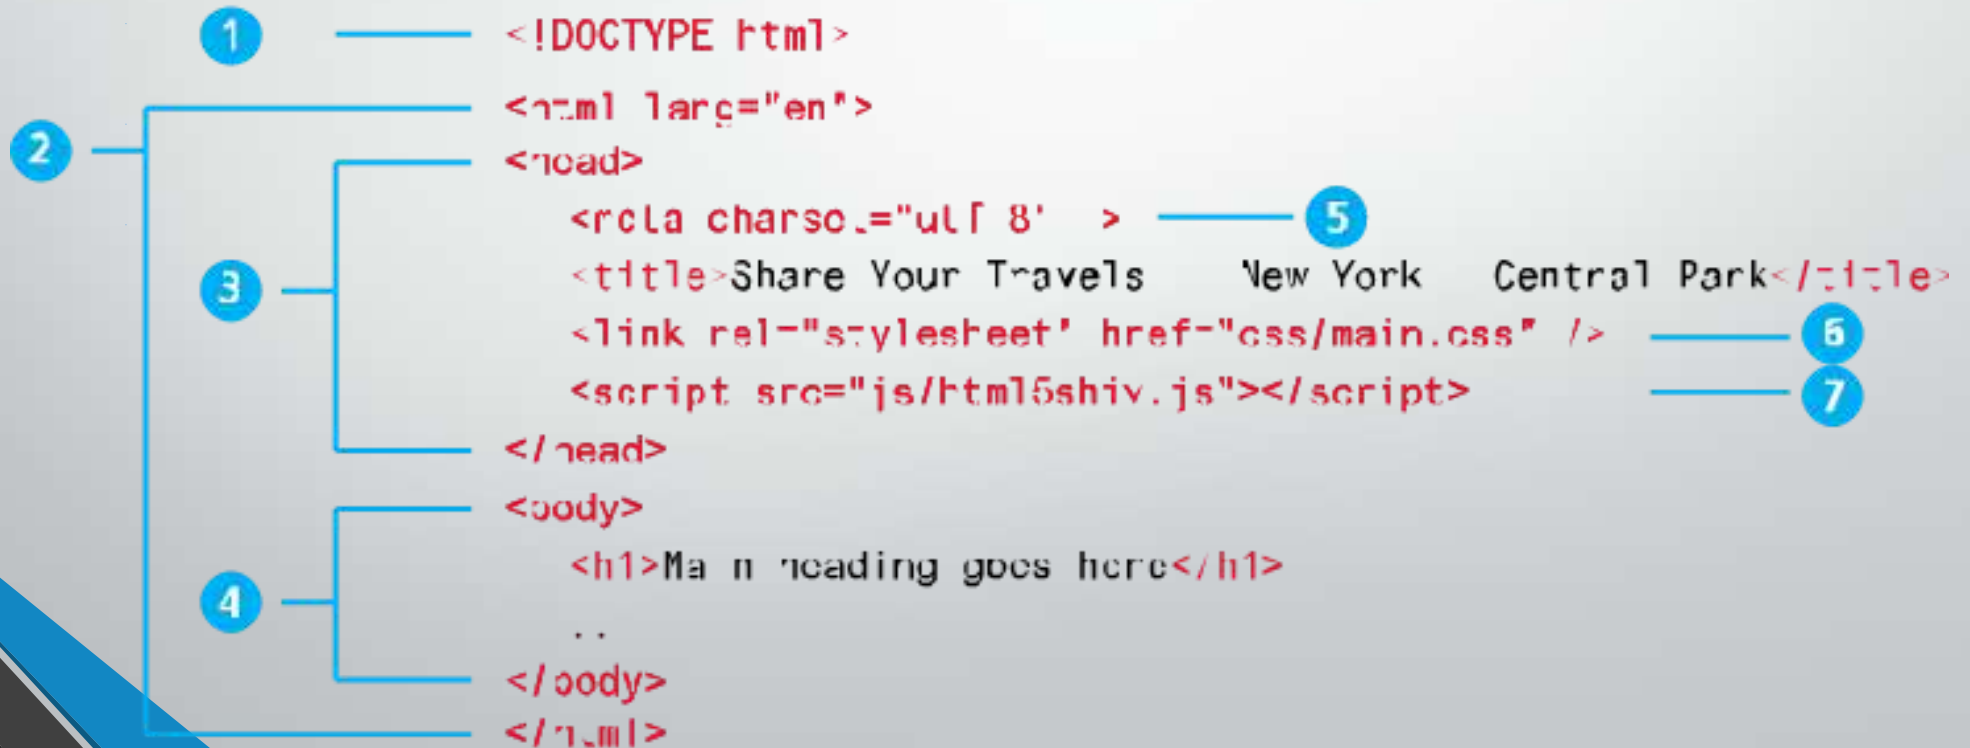 1 <!DOCTYPE html>
<html lang="en">
2
<head>
<meta charset="utf 8" > 5
3 <title>Share Your Travels New York Central Park</title>
<link rel="stylesheet" href="css/main.css" /> 6
<script src="js/html5shiv.js"></script> 7
</head>
<body>
<h1>Main heading goes here</h1>
4
..
</body>
</html>